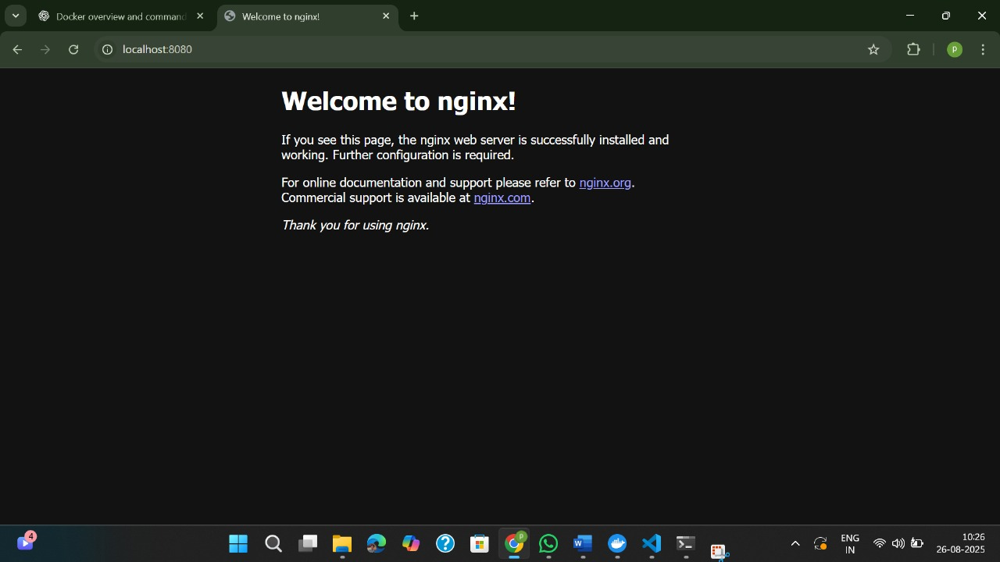 Docker overview and command
Welcome to nginx!
localhost:8080
P
Welcome to nginx!
If you see this page, the nginx web server is successfully installed and
working. Further configuration is required.
For online documentation and support please refer to nginx.org.
Commercial support is available at nginx.com.
Thank you for using nginx.
4
P
W
ENG
IN
10:26
26-08-2025